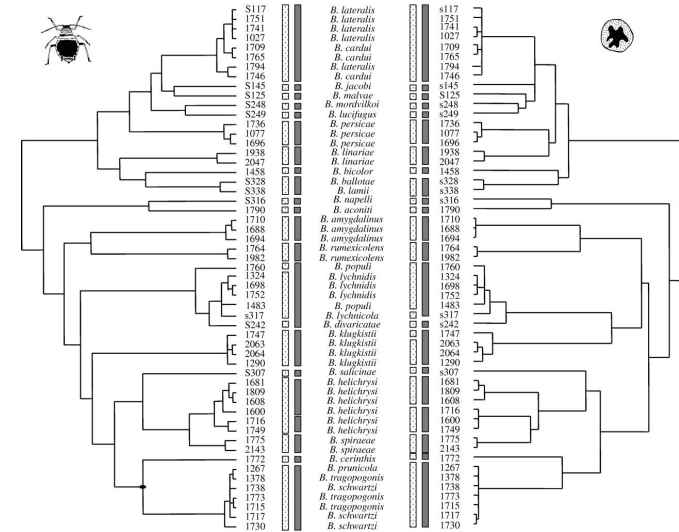 S117 B. lateralis s117
1751 B. lateralis 1751
1741 B. lateralis 1741
1027 B. lateralis 1027
1709 B. cardui 1709
1765 B. cardui 1765
1794 B. lateralis 1794
1746 B. cardui 1746
S145 B. jacobi s145
S125 B. malvae S125
S248 B. mordvilkoi s248
S249 B. lucifugus s249
1736 B. persicae 1736
1077 B. persicae 1077
1696 B. persicae 1696
1938 B. linariae 1938
2047 B. linariae 2047
1458 B. bicolor 1458
S328 B. ballotae s328
S338 B. lamii s338
S316 B. napelli s316
1790 B. aconiti 1790
1710 B. amygdalinus 1710
1688 B. amygdalinus 1688
1694 B. amygdalinus 1694
1764 B. rumexicolens 1764
1982 B. rumexicolens 1982
1760 B. populi 1760
1324 B. lychnidis 1324
1698 B. lychnidis 1698
1752 B. lychnidis 1752
1483 B. populi 1483
s317 B. lychnicola s317
S242 B. divaricatae s242
1747 B. klugkistii 1747
2063 B. klugkistii 2063
2064 B. klugkistii 2064
1290 B. klugkistii 1290
S307 B. salicinae s307
1681 B. helichrysi 1681
1809 B. helichrysi 1809
1608 B. helichrysi 1608
1600 B. helichrysi 1716
1716 B. helichrysi 1600
1749 B. helichrysi 1749
1775 B. spiraeae 1775
2143 B. spiraeae 2143
1772 B. cerinthis 1772
1267 B. prunicola 1267
1378 B. tragopogonis 1378
1738 B. schwartzi 1738
1773 B. tragopogonis 1773
1715 B. tragopogonis 1715
1717 B. schwartzi 1717
1730 B. schwartzi 1730